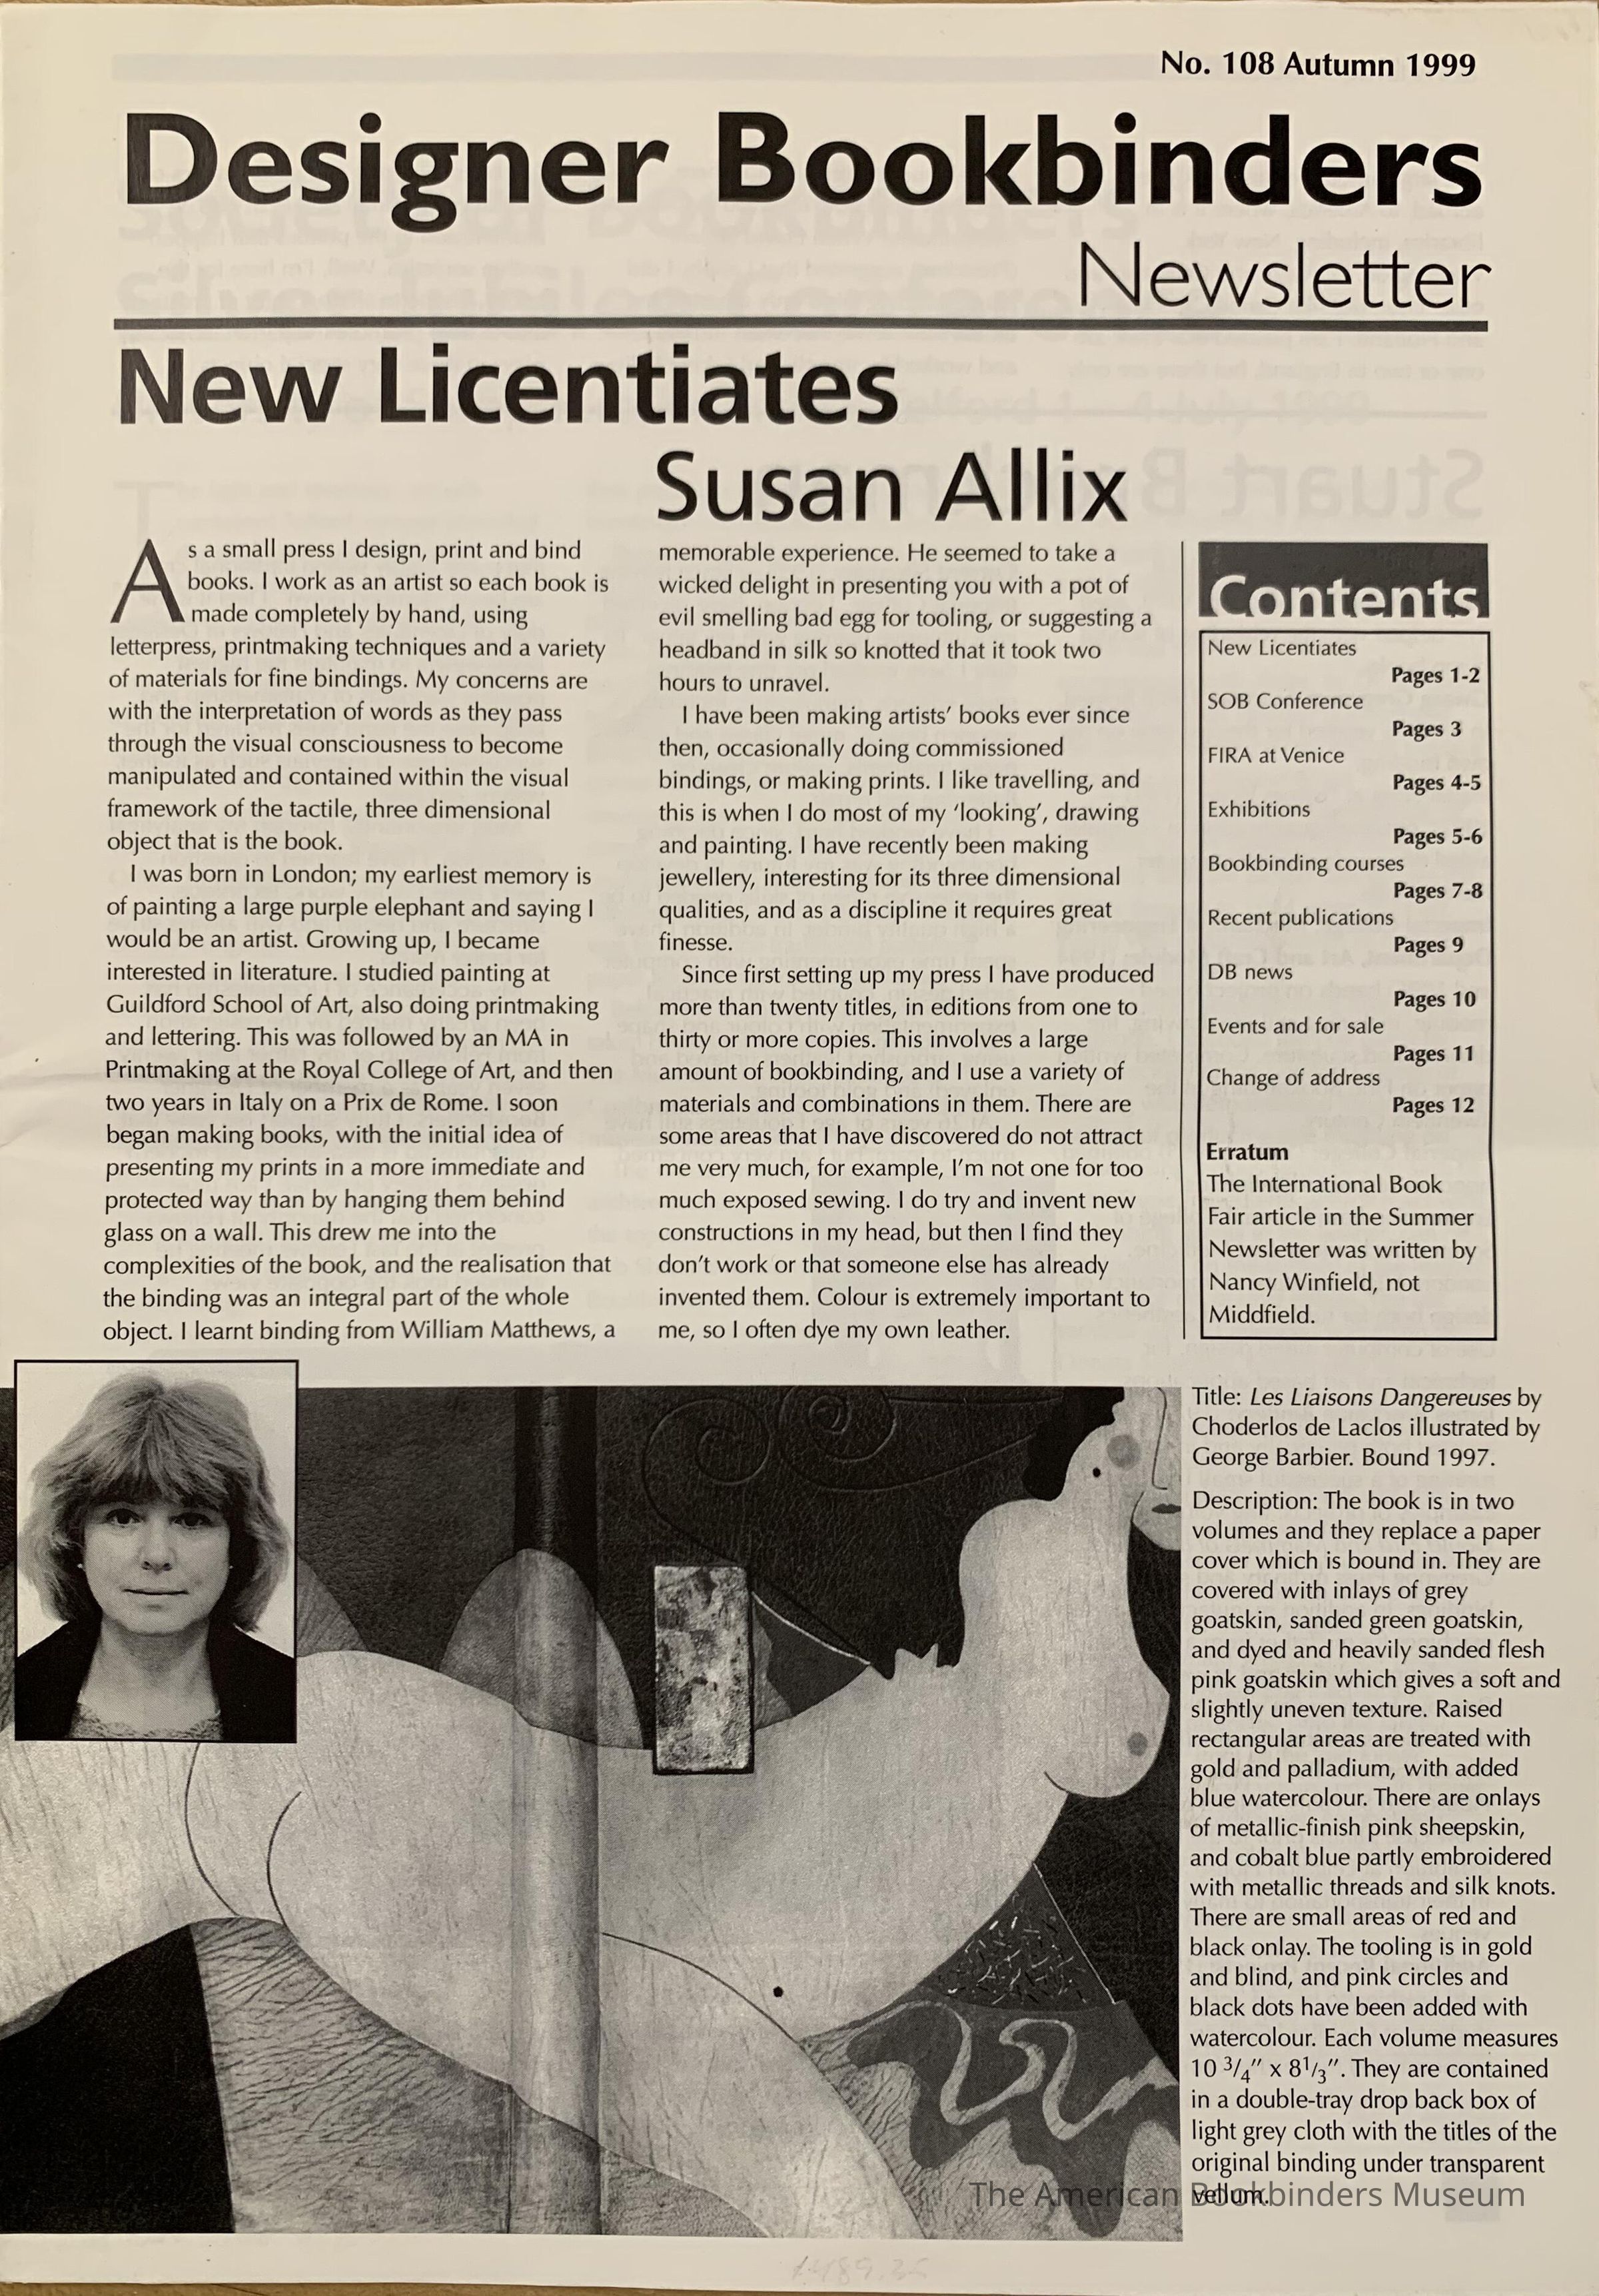 No. 108 Autumn 1999
Designer Bookbinders
Newsletter
New Licentiates
Susan Allix
As a small press I design, print and bind
books. I work as an artist so each book is
made completely by hand, using
letterpress, printmaking techniques and a variety
of materials for fine bindings. My concerns are
with the interpretation of words as they pass
through the visual consciousness to become
manipulated and contained within the visual
framework of the tactile, three dimensional
object that is the book.
I was born in London; my earliest memory is
of painting a large purple elephant and saying I
would be an artist. Growing up, I became
interested in literature. I studied painting at
Guildford School of Art, also doing printmaking
and lettering. This was followed by an MA in
Printmaking at the Royal College of Art, and then
two years in Italy on a Prix de Rome. I soon
began making books, with the initial idea of
presenting my prints in a more immediate and
protected way than by hanging them behind
glass on a wall. This drew me into the
complexities of the book, and the realisation that
the binding was an integral part of the whole
object. I learnt binding from William Matthews, a
memorable experience. He seemed to take a
wicked delight in presenting you with a pot of
evil smelling bad egg for tooling, or suggesting a
headband in silk so knotted that it took two
hours to unravel.
I have been making artists’ books ever since
then, occasionally doing commissioned
bindings, or making prints. I like travelling, and
this is when I do most of my ‘looking’, drawing
and painting. I have recently been making
jewellery, interesting for its three dimensional
qualities, and as a discipline it requires great
finesse.
Since first setting up my press I have produced
more than twenty titles, in editions from one to
thirty or more copies. This involves a large
amount of bookbinding, and I use a variety of
materials and combinations in them. There are
some areas that I have discovered do not attract
me very much, for example, I’m not one for too
much exposed sewing. I do try and invent new
constructions in my head, but then I find they
don’t work or that someone else has already
invented them. Colour is extremely important to
me, so I often dye my own leather.
Contents
New Licentiates
Pages 1-2
SOB Conference
Pages 3
FIRA at Venice
Pages 4-5
Exhibitions
Pages 5-6
Bookbinding courses
Pages 7-8
Recent publications
Pages 9
DB news
Pages 10
Events and for sale
Pages 11
Change of address
Pages 12
Erratum
The International Book
Fair article in the Summer
Newsletter was written by
Nancy Winfield, not
Middfield.
Title: Les Liaisons Dangereuses by
Choderlos de Laclos illustrated by
George Barbier. Bound 1997.
Description: The book is in two
volumes and they replace a paper
cover which is bound in. They are
covered with inlays of grey
goatskin, sanded green goatskin,
and dyed and heavily sanded flesh
pink goatskin which gives a soft and
slightly uneven texture. Raised
rectangular areas are treated with
gold and palladium, with added
blue watercolour. There are onlays
of metallic-finish pink sheepskin,
and cobalt blue partly embroidered
with metallic threads and silk knots.
There are small areas of red and
black onlay. The tooling is in gold
and blind, and pink circles and
black dots have been added with
watercolour. Each volume measures
10 3/4″ x 81/3″. They are contained
in a double-tray drop back box of
light grey cloth with the titles of the
original binding under transparent
vellum.
The American Bookbinders Museum